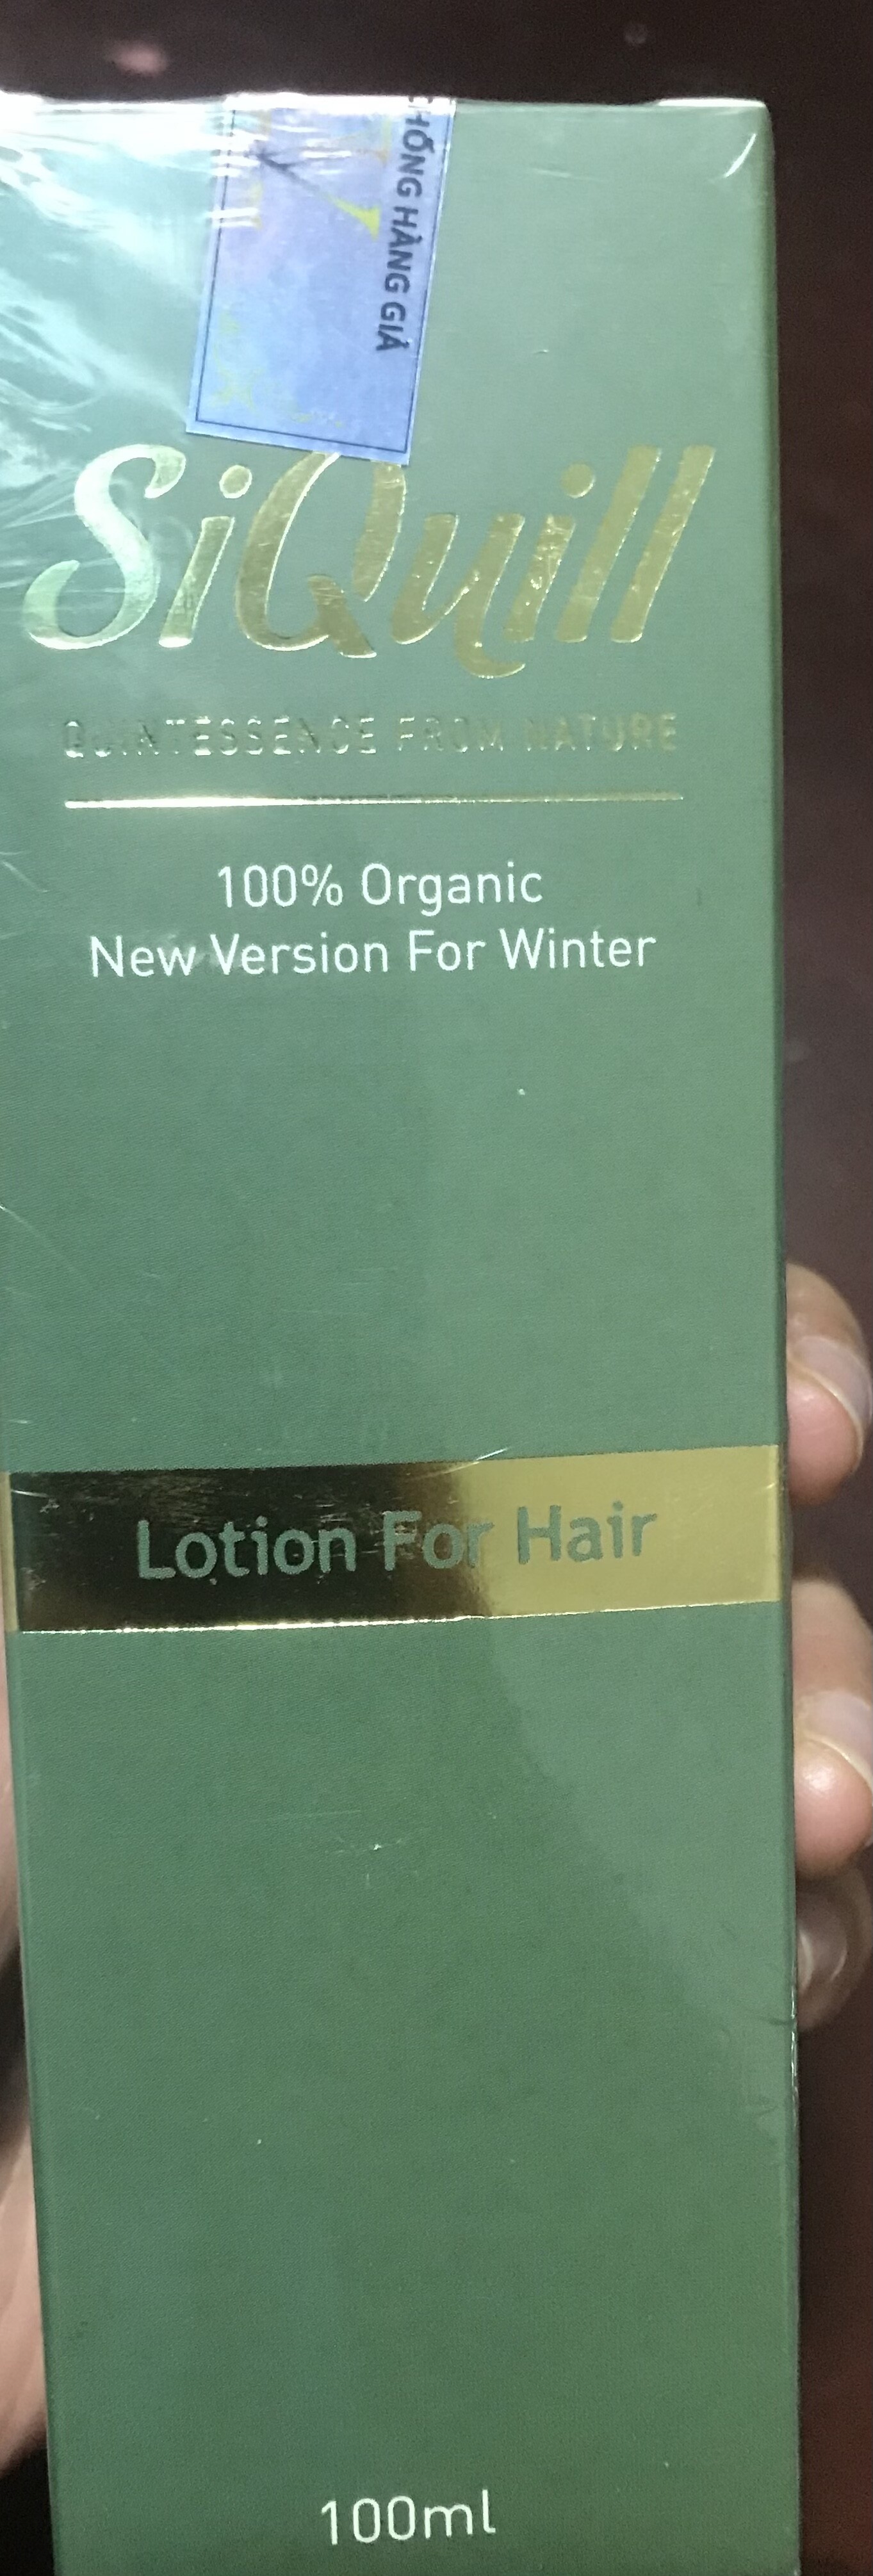 HỐNG HÀNG GIẢ
SiQuill
QUINTESSENCE FROM NATURE
100% Organic
New Version For Winter
Lotion For Hair
100ml